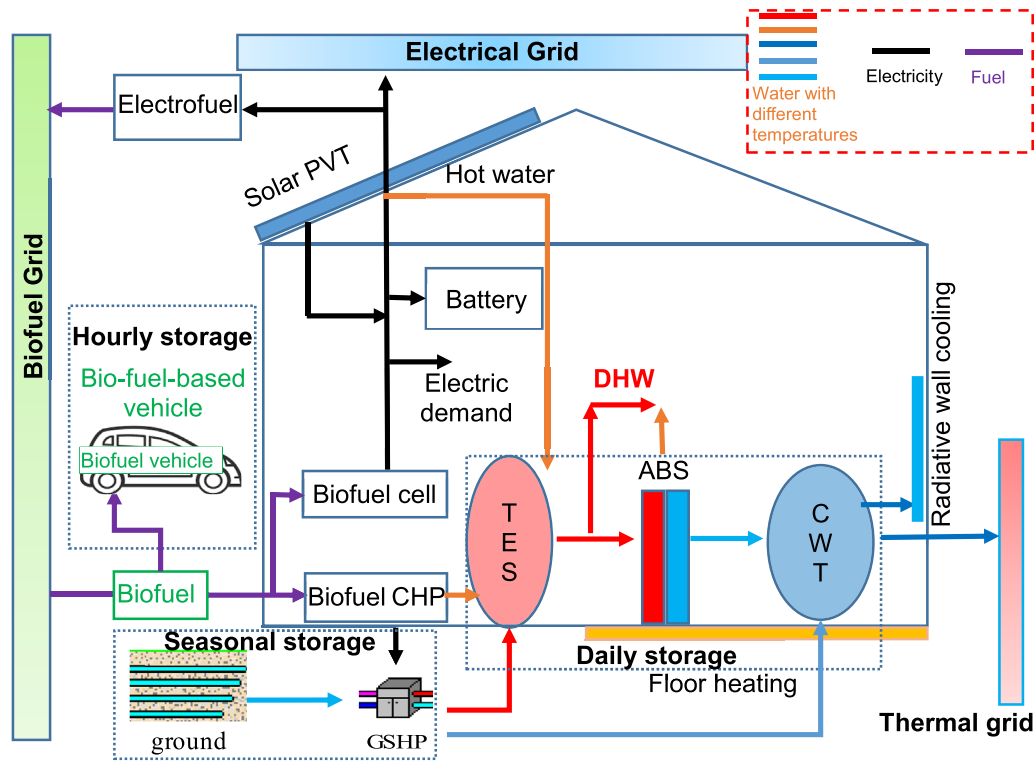 Electrical Grid
Electricity
Fuel
Water with
different
temperatures
Electrofuel
Solar PVT
Hot water
Biofuel Grid
Battery
Hourly storage
Bio-fuel-based
vehicle
Biofuel vehicle
Electric
demand
DHW
Radiative wall cooling
ABS
Biofuel cell
T
E
S
C
W
T
Biofuel
Biofuel CHP
Seasonal storage
Daily storage
Floor heating
ground
GSHP
Thermal grid